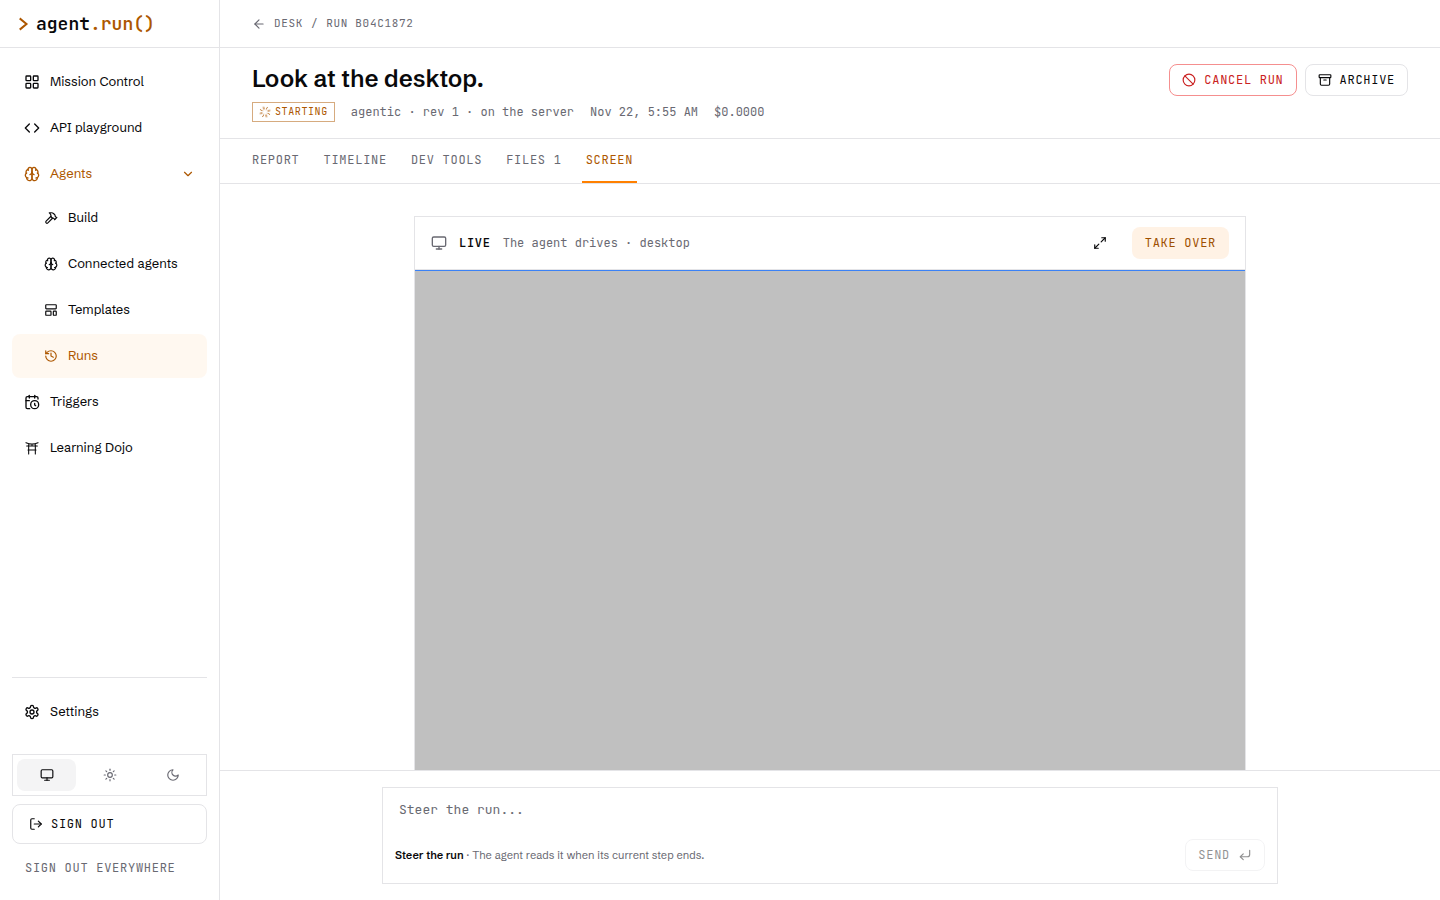 agent.run()
DESK / RUN B04C1872
Mission Control
API playground
Agents
Build
Connected agents
Templates
Runs
Triggers
Learning Dojo
Settings
SIGN OUT
SIGN OUT EVERYWHERE
Look at the desktop.
CANCEL RUN
ARCHIVE
STARTING
agentic · rev 1 · on the server Nov 22, 5:55 AM $0.0000
REPORT TIMELINE DEV TOOLS FILES 1 SCREEN
LIVE The agent drives · desktop
TAKE OVER
Steer the run...
Steer the run · The agent reads it when its current step ends.
SEND